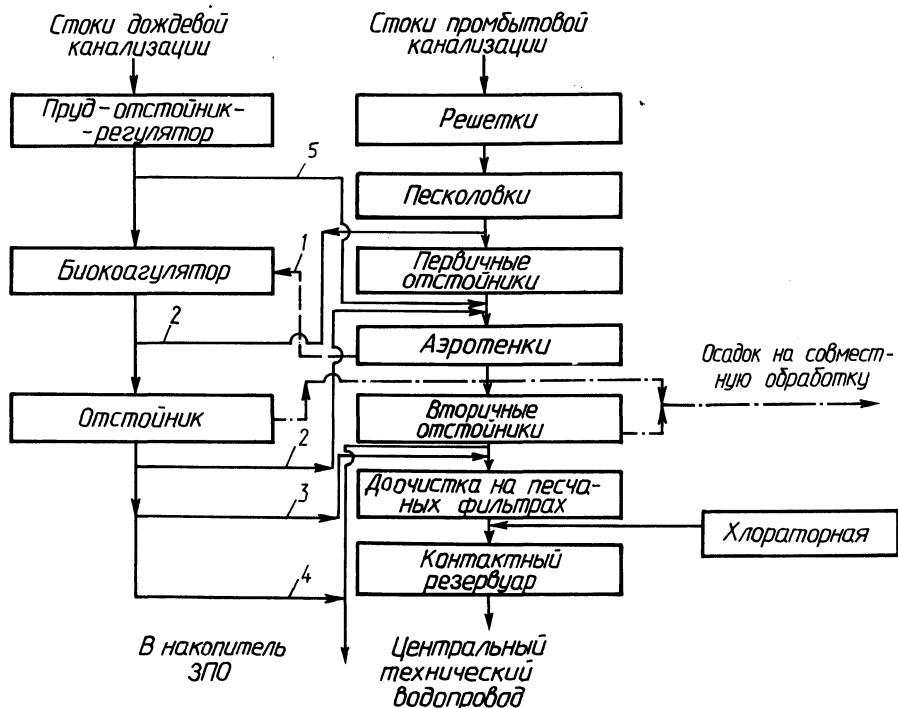 Стоки дождевой
канализации
Стоки промбытовой
канализации
Пруд-отстойник-
-регулятор
Решетки
5
Песколовки
1
Биокоагулятор
Первичные
отстойники
2
Аэротенки
Осадок на совмест-
ную обработку
Отстойник
Вторичные
отстойники
2
Доочистка на песча-
ных фильтрах
3
Хлораторная
Контактный
резервуар
4
В накопитель
ЗПО
Центральный
технический
водопровод